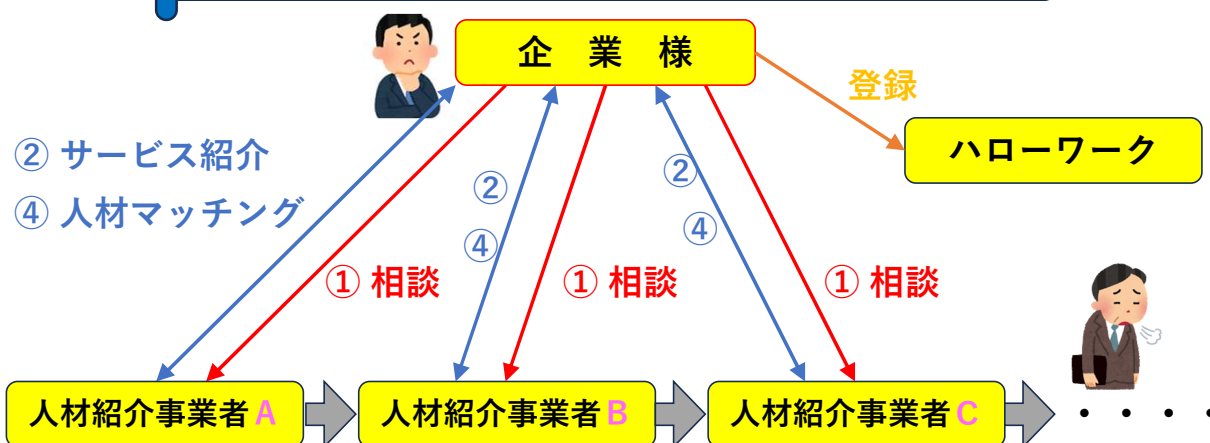 企 業 様
登録
ハローワーク
② サービス紹介
④ 人材マッチング
②
④
②
④
① 相談
① 相談
① 相談
人材紹介事業者A
人材紹介事業者B
人材紹介事業者C
・・・・